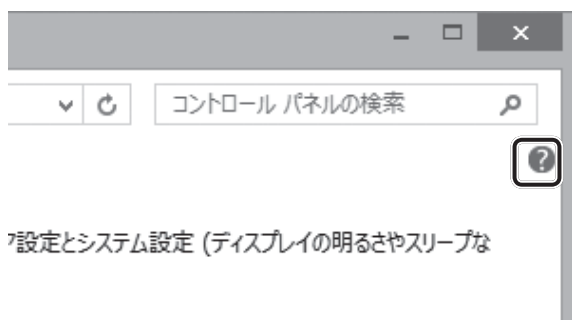 コントロール パネルの検索
?
ア設定とシステム設定 (ディスプレイの明るさやスリープな